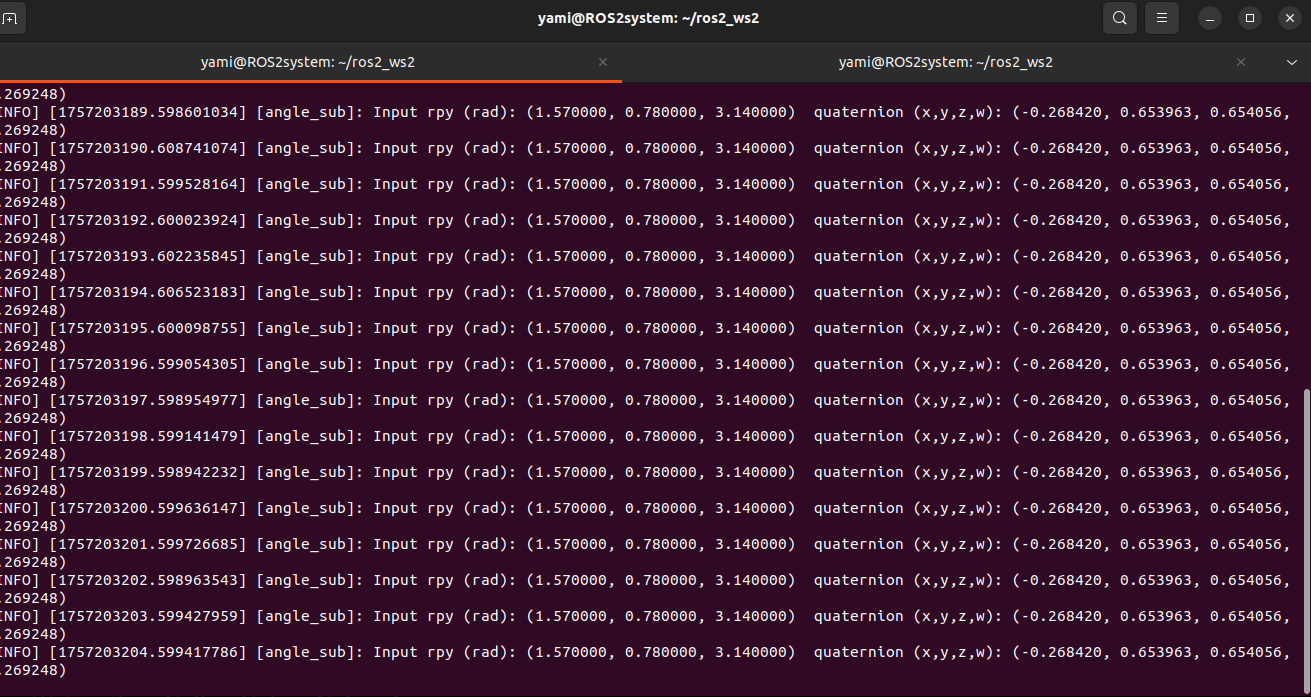 yami@ROS2system: ~/ros2_ws2
yami@ROS2system: ~/ros2_ws2
yami@ROS2system: ~/ros2_ws2
.269248)
INFO] [1757203189.598601034] [angle_sub]: Input rpy (rad): (1.570000, 0.780000, 3.140000)  quaternion (x,y,z,w): (-0.268420, 0.653963, 0.654056,
.269248)
INFO] [1757203190.608741074] [angle_sub]: Input rpy (rad): (1.570000, 0.780000, 3.140000)  quaternion (x,y,z,w): (-0.268420, 0.653963, 0.654056,
.269248)
INFO] [1757203191.599528164] [angle_sub]: Input rpy (rad): (1.570000, 0.780000, 3.140000)  quaternion (x,y,z,w): (-0.268420, 0.653963, 0.654056,
.269248)
INFO] [1757203192.600023924] [angle_sub]: Input rpy (rad): (1.570000, 0.780000, 3.140000)  quaternion (x,y,z,w): (-0.268420, 0.653963, 0.654056,
.269248)
INFO] [1757203193.602235845] [angle_sub]: Input rpy (rad): (1.570000, 0.780000, 3.140000)  quaternion (x,y,z,w): (-0.268420, 0.653963, 0.654056,
.269248)
INFO] [1757203194.606523183] [angle_sub]: Input rpy (rad): (1.570000, 0.780000, 3.140000)  quaternion (x,y,z,w): (-0.268420, 0.653963, 0.654056,
.269248)
INFO] [1757203195.600098755] [angle_sub]: Input rpy (rad): (1.570000, 0.780000, 3.140000)  quaternion (x,y,z,w): (-0.268420, 0.653963, 0.654056,
.269248)
INFO] [1757203196.599054305] [angle_sub]: Input rpy (rad): (1.570000, 0.780000, 3.140000)  quaternion (x,y,z,w): (-0.268420, 0.653963, 0.654056,
.269248)
INFO] [1757203197.598954977] [angle_sub]: Input rpy (rad): (1.570000, 0.780000, 3.140000)  quaternion (x,y,z,w): (-0.268420, 0.653963, 0.654056,
.269248)
INFO] [1757203198.599141479] [angle_sub]: Input rpy (rad): (1.570000, 0.780000, 3.140000)  quaternion (x,y,z,w): (-0.268420, 0.653963, 0.654056,
.269248)
INFO] [1757203199.598942232] [angle_sub]: Input rpy (rad): (1.570000, 0.780000, 3.140000)  quaternion (x,y,z,w): (-0.268420, 0.653963, 0.654056,
.269248)
INFO] [1757203200.599636147] [angle_sub]: Input rpy (rad): (1.570000, 0.780000, 3.140000)  quaternion (x,y,z,w): (-0.268420, 0.653963, 0.654056,
.269248)
INFO] [1757203201.599726685] [angle_sub]: Input rpy (rad): (1.570000, 0.780000, 3.140000)  quaternion (x,y,z,w): (-0.268420, 0.653963, 0.654056,
.269248)
INFO] [1757203202.598963543] [angle_sub]: Input rpy (rad): (1.570000, 0.780000, 3.140000)  quaternion (x,y,z,w): (-0.268420, 0.653963, 0.654056,
.269248)
INFO] [1757203203.599427959] [angle_sub]: Input rpy (rad): (1.570000, 0.780000, 3.140000)  quaternion (x,y,z,w): (-0.268420, 0.653963, 0.654056,
.269248)
INFO] [1757203204.599417786] [angle_sub]: Input rpy (rad): (1.570000, 0.780000, 3.140000)  quaternion (x,y,z,w): (-0.268420, 0.653963, 0.654056,
.269248)